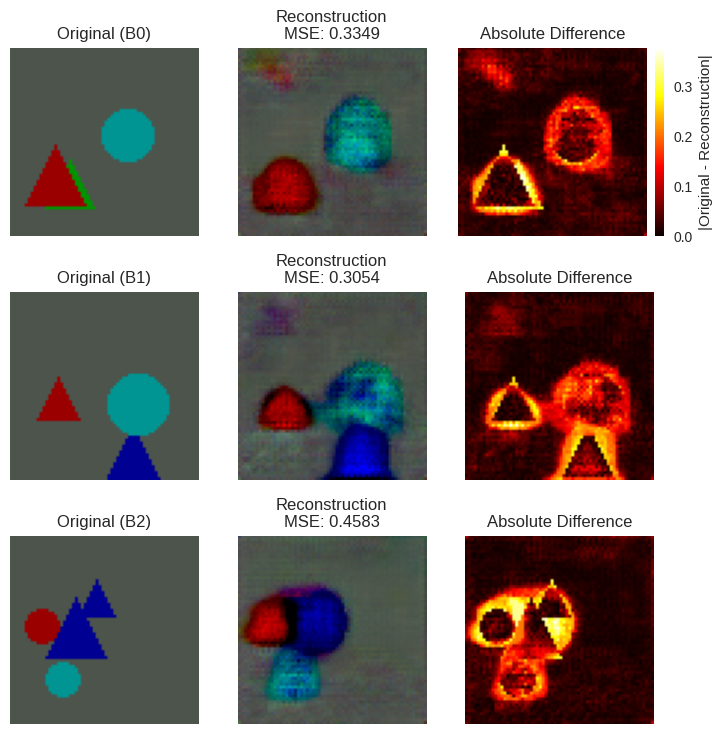 Original (B0)
Reconstruction
MSE: 0.3349
Absolute Difference
0.3
0.2
0.1
0.0
|Original - Reconstruction|
Original (B1)
Reconstruction
MSE: 0.3054
Absolute Difference
Original (B2)
Reconstruction
MSE: 0.4583
Absolute Difference